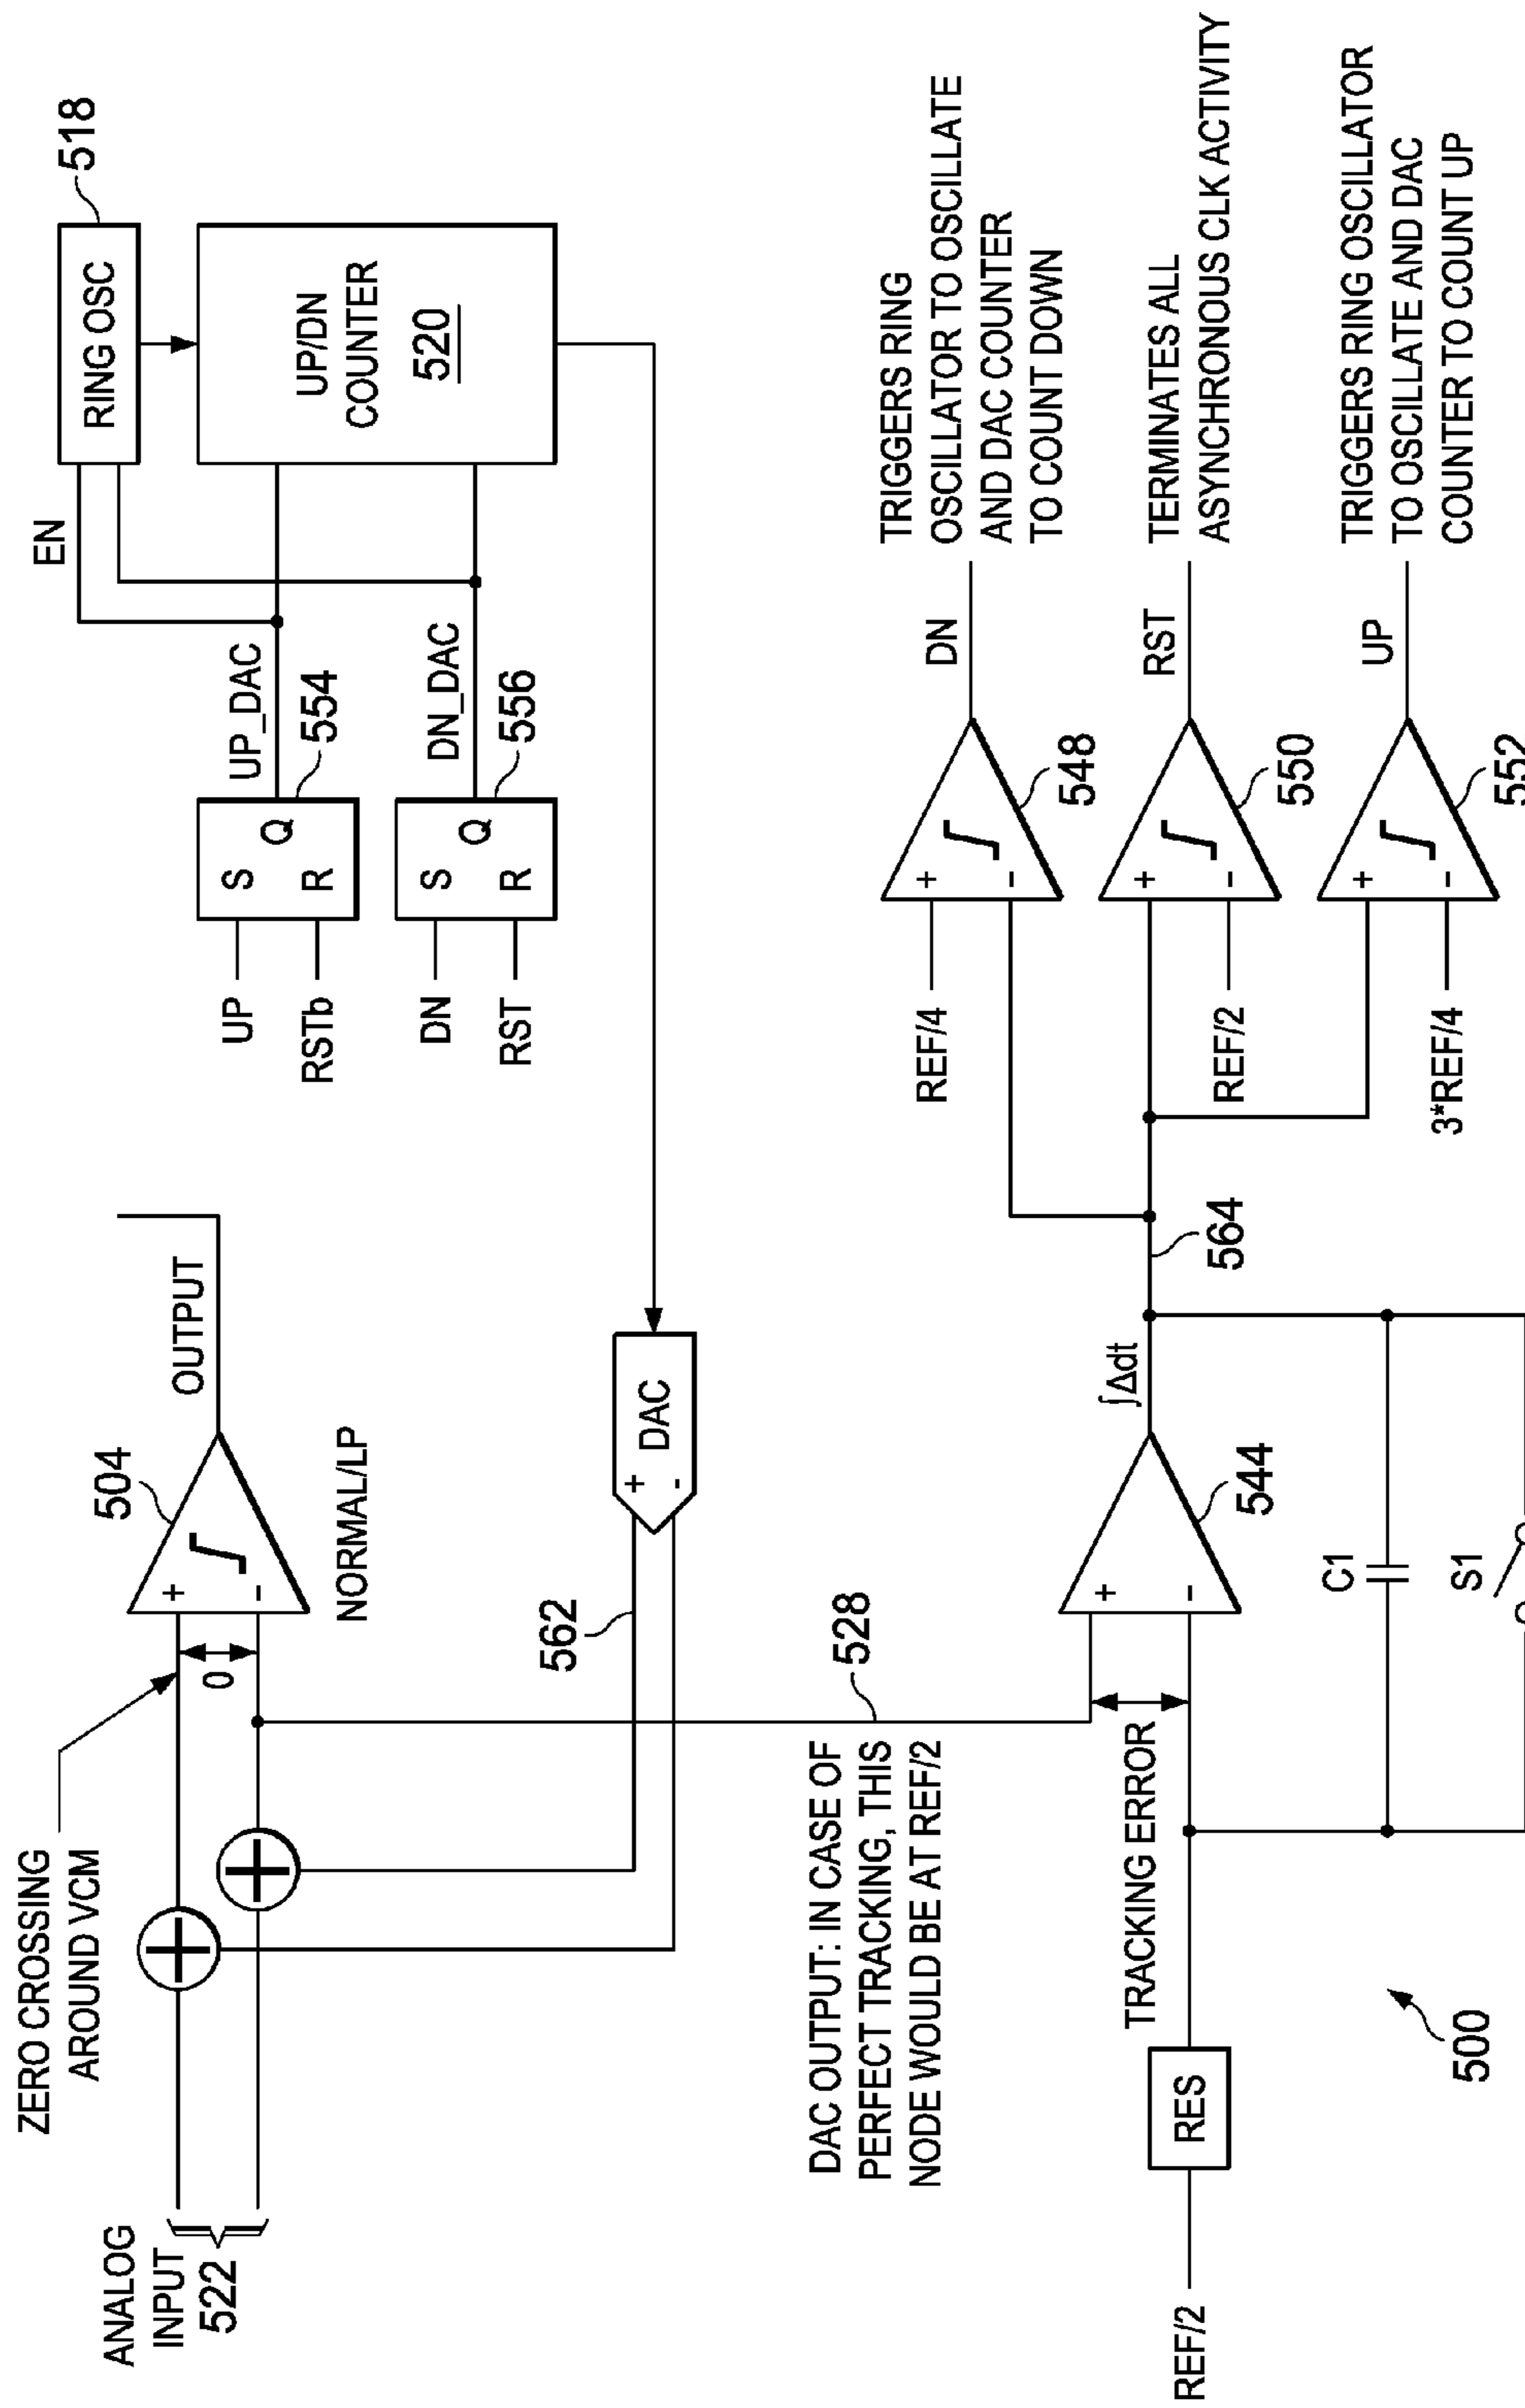 ZERO CROSSING
AROUND VCM
ANALOG
INPUT
522
+
-
0
504
OUTPUT
NORMAL/LP
562
+
-
DAC
UP
RSTb
S
Q
R
554
UP_DAC
DN
RST
S
Q
R
556
DN_DAC
EN
RING OSC
518
UP/DN
COUNTER
520
DAC OUTPUT: IN CASE OF
PERFECT TRACKING, THIS
NODE WOULD BE AT REF/2
528
TRACKING ERROR
REF/2
RES
+
-
544
∫Δdt
C1
S1
564
500
REF/4
+
-
548
DN
TRIGGERS RING
OSCILLATOR TO OSCILLATE
AND DAC COUNTER
TO COUNT DOWN
REF/2
+
-
550
RST
TERMINATES ALL
ASYNCHRONOUS CLK ACTIVITY
3*REF/4
+
-
552
UP
TRIGGERS RING OSCILLATOR
TO OSCILLATE AND DAC
COUNTER TO COUNT UP